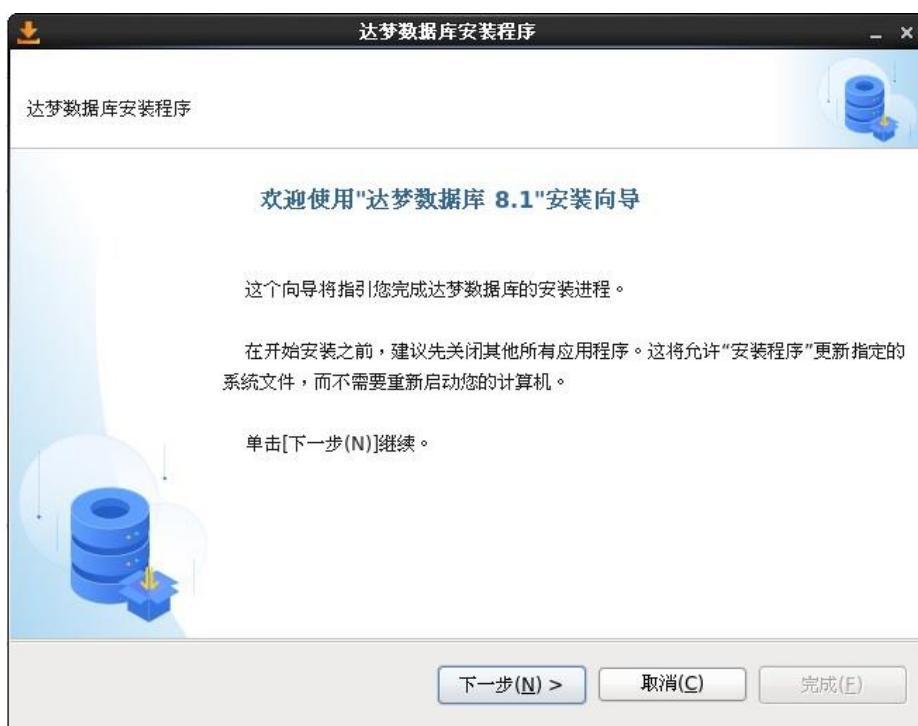 达梦数据库安装程序
达梦数据库安装程序
欢迎使用"达梦数据库 8.1"安装向导
这个向导将指引您完成达梦数据库的安装进程。
在开始安装之前，建议先关闭其他所有应用程序。这将允许“安装程序”更新指定的
系统文件，而不需要重新启动您的计算机。
单击[下一步(N)]继续。
下一步(N) >
取消(C)
完成(F)